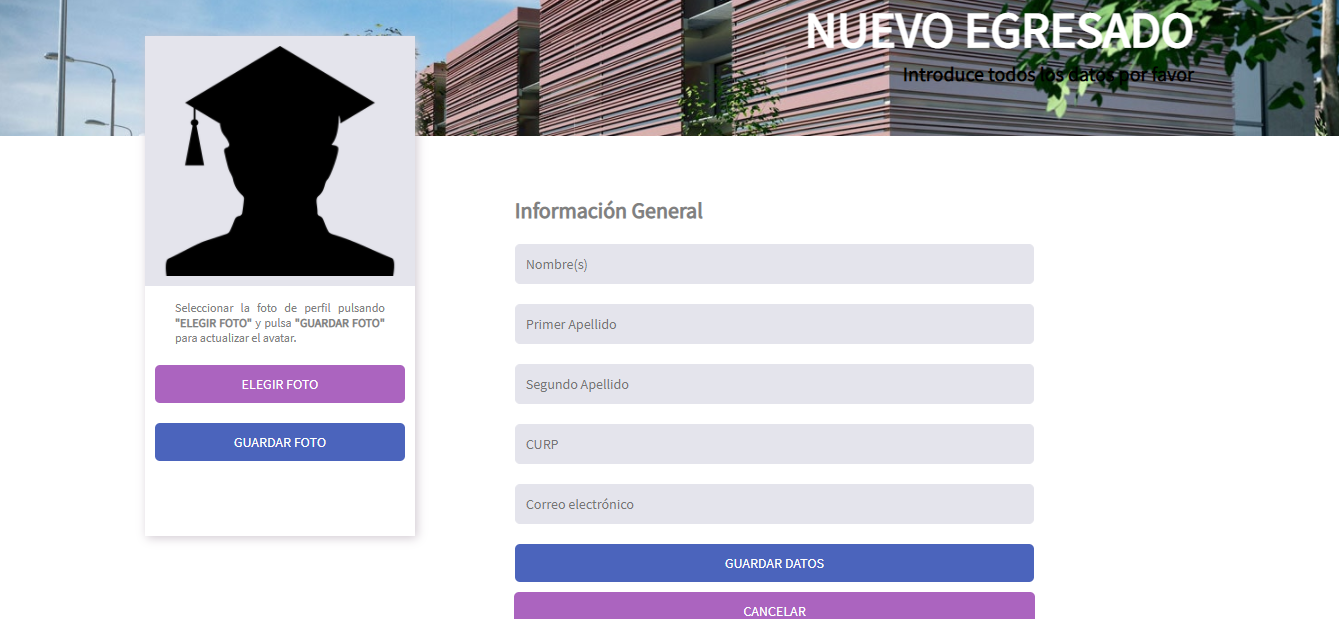 NUEVO EGRESADO
Introduce todos los datos por favor
Seleccionar la foto de perfil pulsando
"ELEGIR FOTO" y pulsa "GUARDAR FOTO"
para actualizar el avatar.
ELEGIR FOTO
GUARDAR FOTO
Información General
Nombre(s)
Primer Apellido
Segundo Apellido
CURP
Correo electrónico
GUARDAR DATOS
CANCELAR